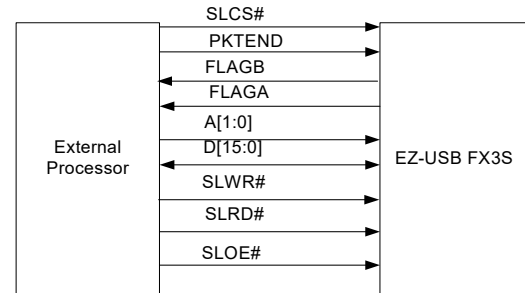 SLCS#
PKTEND
FLAGB
FLAGA
A[1:0]
D[15:0]
External
Processor
EZ-USB FX3S
SLWR#
SLRD#
SLOE#